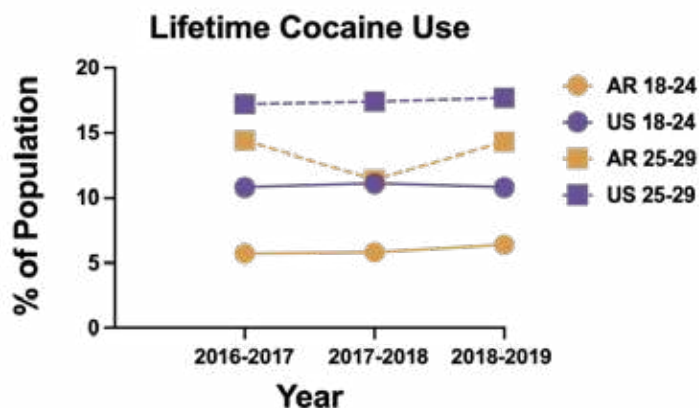 Lifetime Cocaine Use
% of Population
20
15
10
5
0
2016-2017 2017-2018 2018-2019
Year
AR 18-24
US 18-24
AR 25-29
US 25-29